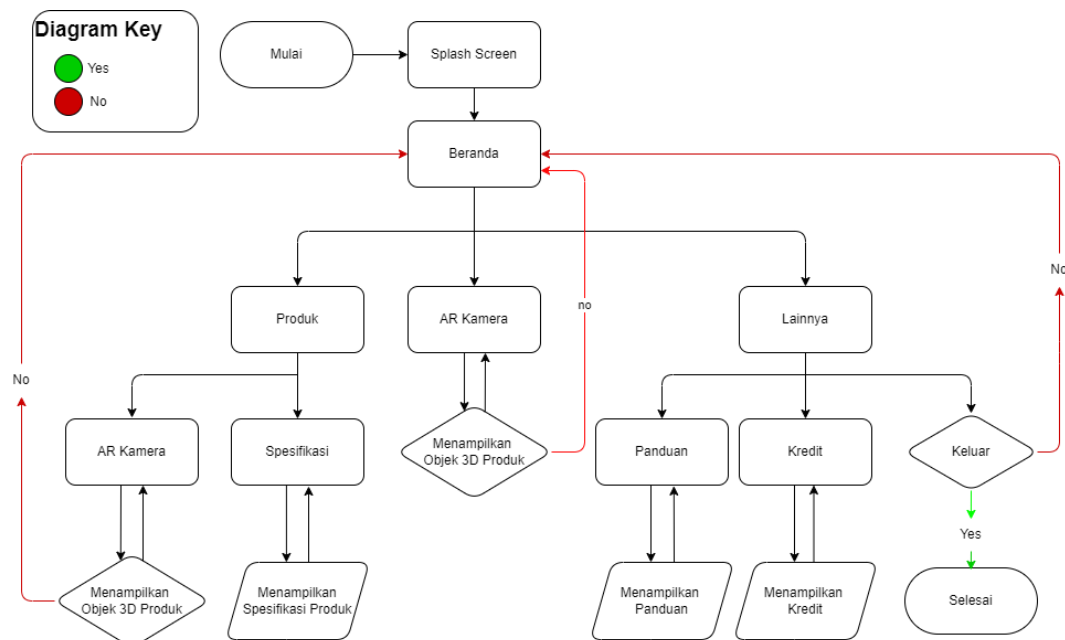 Diagram Key
Yes
No
Mulai
Splash Screen
Beranda
Produk
AR Kamera
Lainnya
no
No
No
AR Kamera
Spesifikasi
Menampilkan
Objek 3D Produk
Panduan
Kredit
Keluar
Yes
Menampilkan
Objek 3D Produk
Menampilkan
Spesifikasi Produk
Menampilkan
Panduan
Menampilkan
Kredit
Selesai